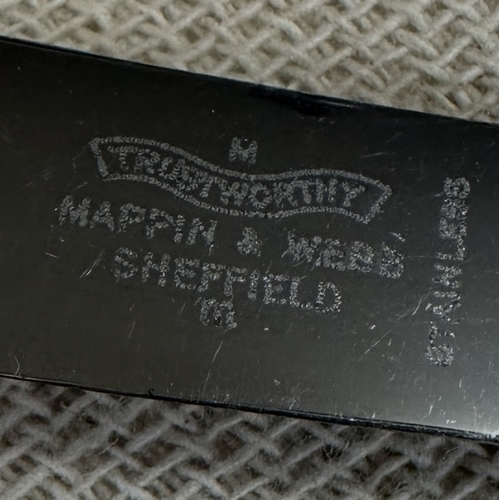 M
TRUSTWORTHY
MAPPIN & WEBB
SHEFFIELD
STAINLESS